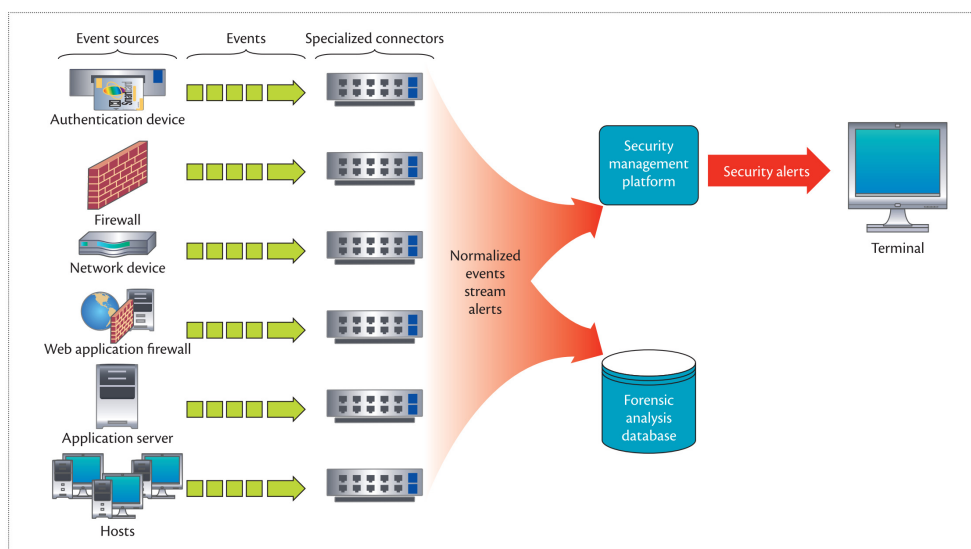 Event sources
Events
Specialized connectors
SmartCard
Authentication device
Firewall
Network device
Web application firewall
Application server
Hosts
Normalized
events
stream
alerts
Security
management
platform
Security alerts
Terminal
Forensic
analysis
database